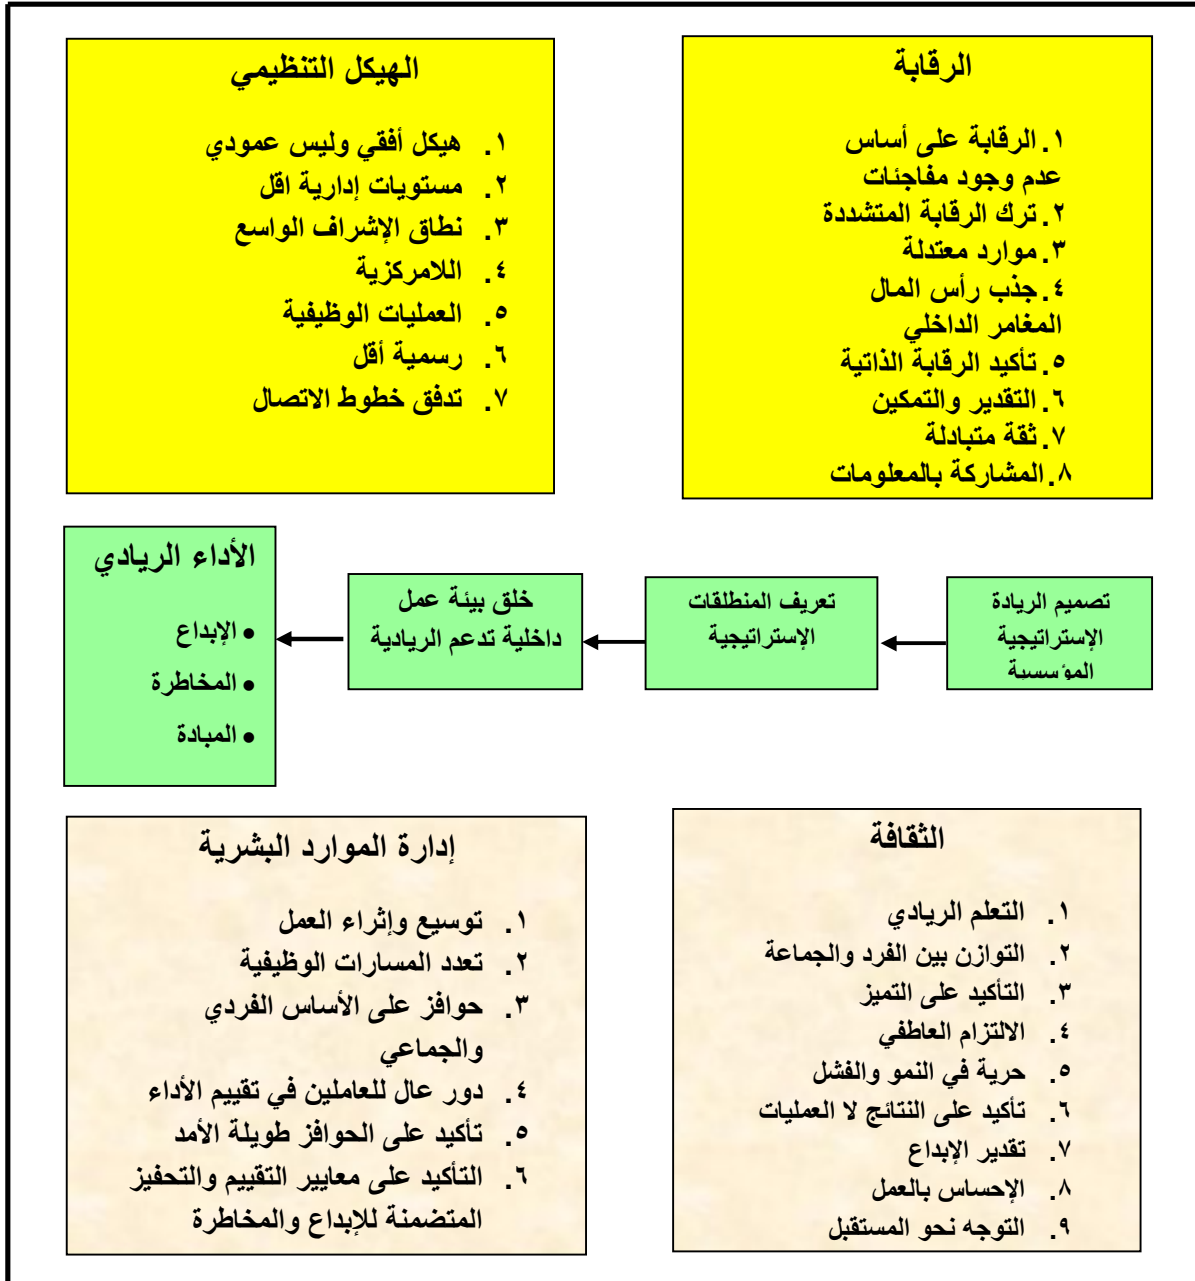 الرقابة
١. الرقابة على أساس
عدم وجود مفاجئات
٢. ترك الرقابة المتشددة
٣. موارد معتدلة
٤. جذب رأس المال
المغامر الداخلي
٥. تأكيد الرقابة الذاتية
٦. التقدير والتمكين
٧. ثقة متبادلة
٨. المشاركة بالمعلومات
الهيكل التنظيمي
١. هيكل أفقي وليس عمودي
٢. مستويات إدارية اقل
٣. نطاق الإشراف الواسع
٤. اللامركزية
٥. العمليات الوظيفية
٦. رسمية أقل
٧. تدفق خطوط الاتصال
تصميم الريادة
الإستراتيجية
المؤسسية
تعريف المنطلقات
الإستراتيجية
خلق بيئة عمل
داخلية تدعم الريادية
الأداء الريادي
• الإبداع
• المخاطرة
• المبادة
الثقافة
١. التعلم الريادي
٢. التوازن بين الفرد والجماعة
٣. التأكيد على التميز
٤. الالتزام العاطفي
٥. حرية في النمو والفشل
٦. تأكيد على النتائج لا العمليات
٧. تقدير الإبداع
٨. الإحساس بالعمل
٩. التوجه نحو المستقبل
إدارة الموارد البشرية
١. توسيع وإثراء العمل
٢. تعدد المسارات الوظيفية
٣. حوافز على الأساس الفردي
والجماعي
٤. دور عال للعاملين في تقييم الأداء
٥. تأكيد على الحوافز طويلة الأمد
٦. التأكيد على معايير التقييم والتحفيز
المتضمنة للإبداع والمخاطرة